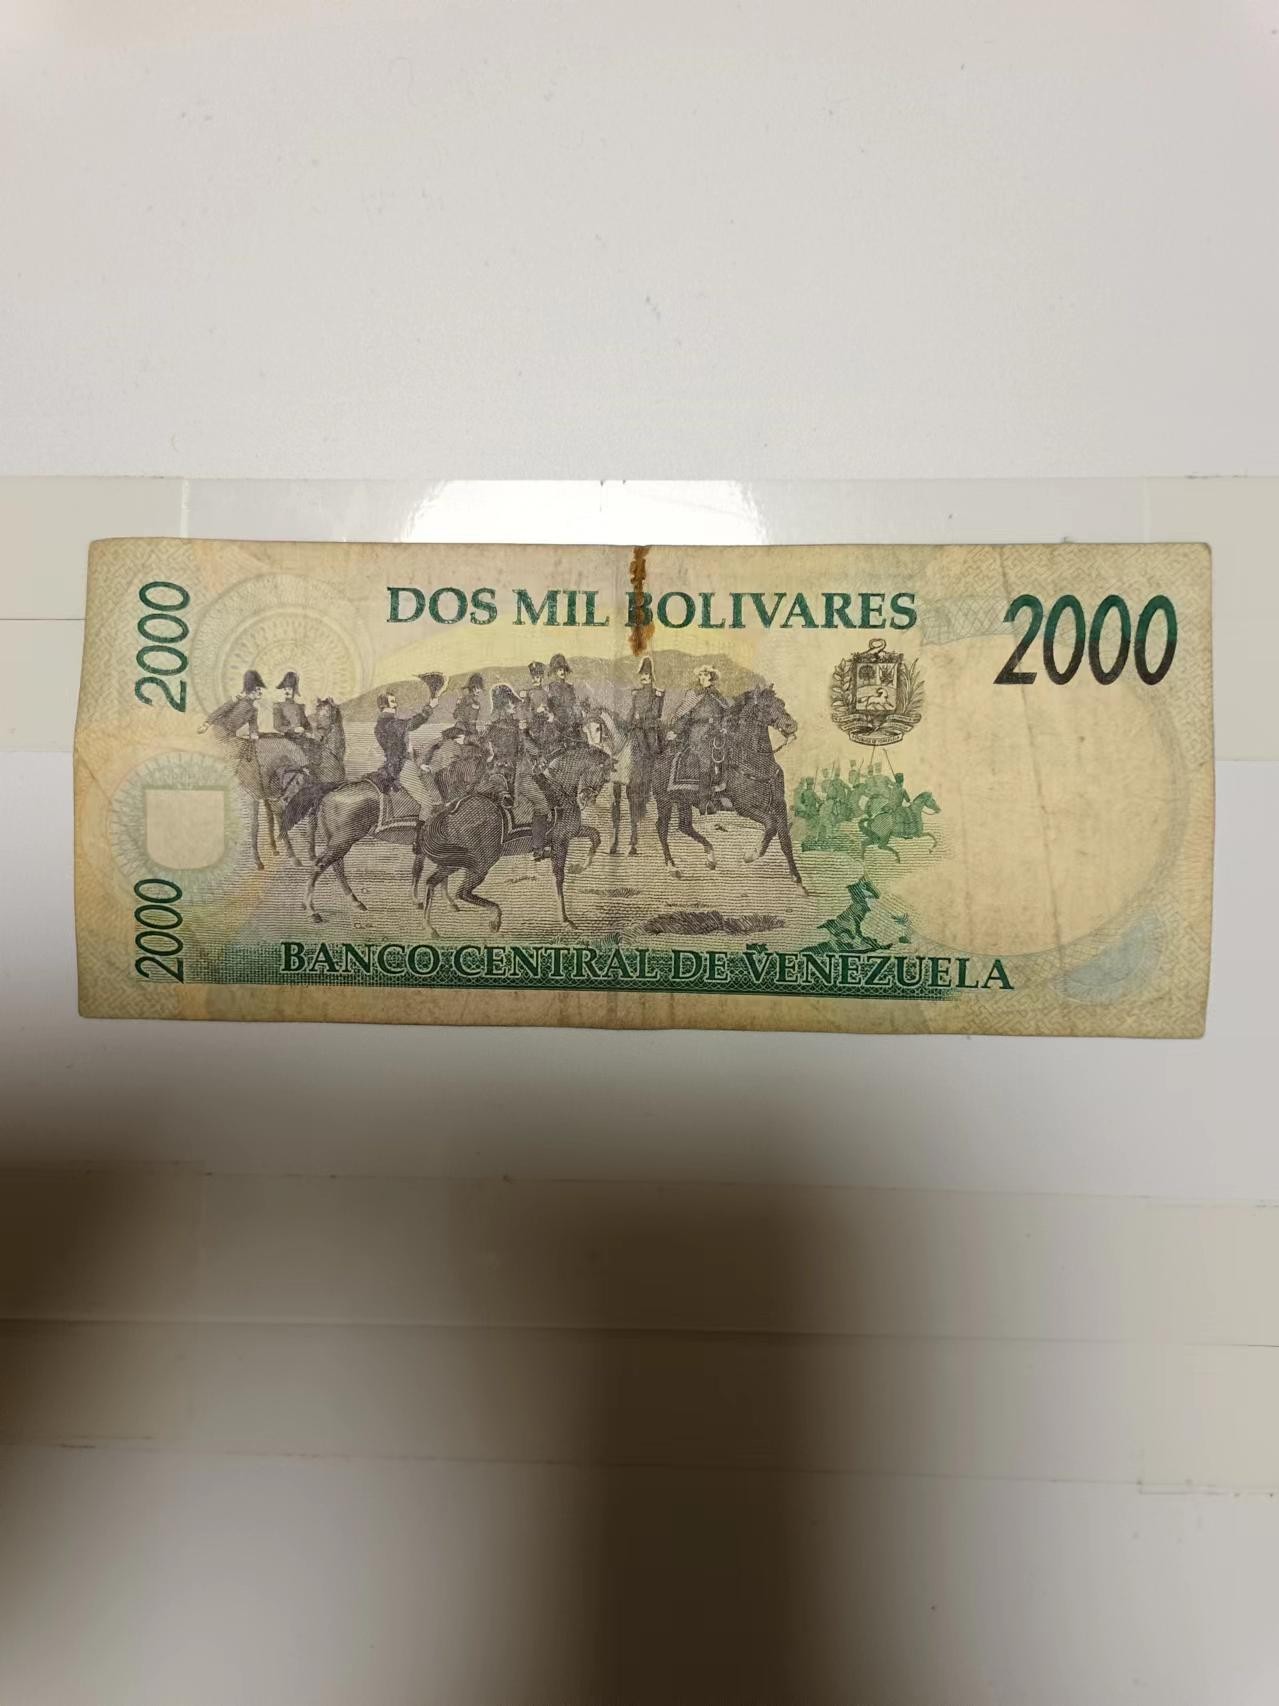 DOS MIL BOLIVARES
2000
2000
2000
BANCO CENTRAL DE VENEZUELA